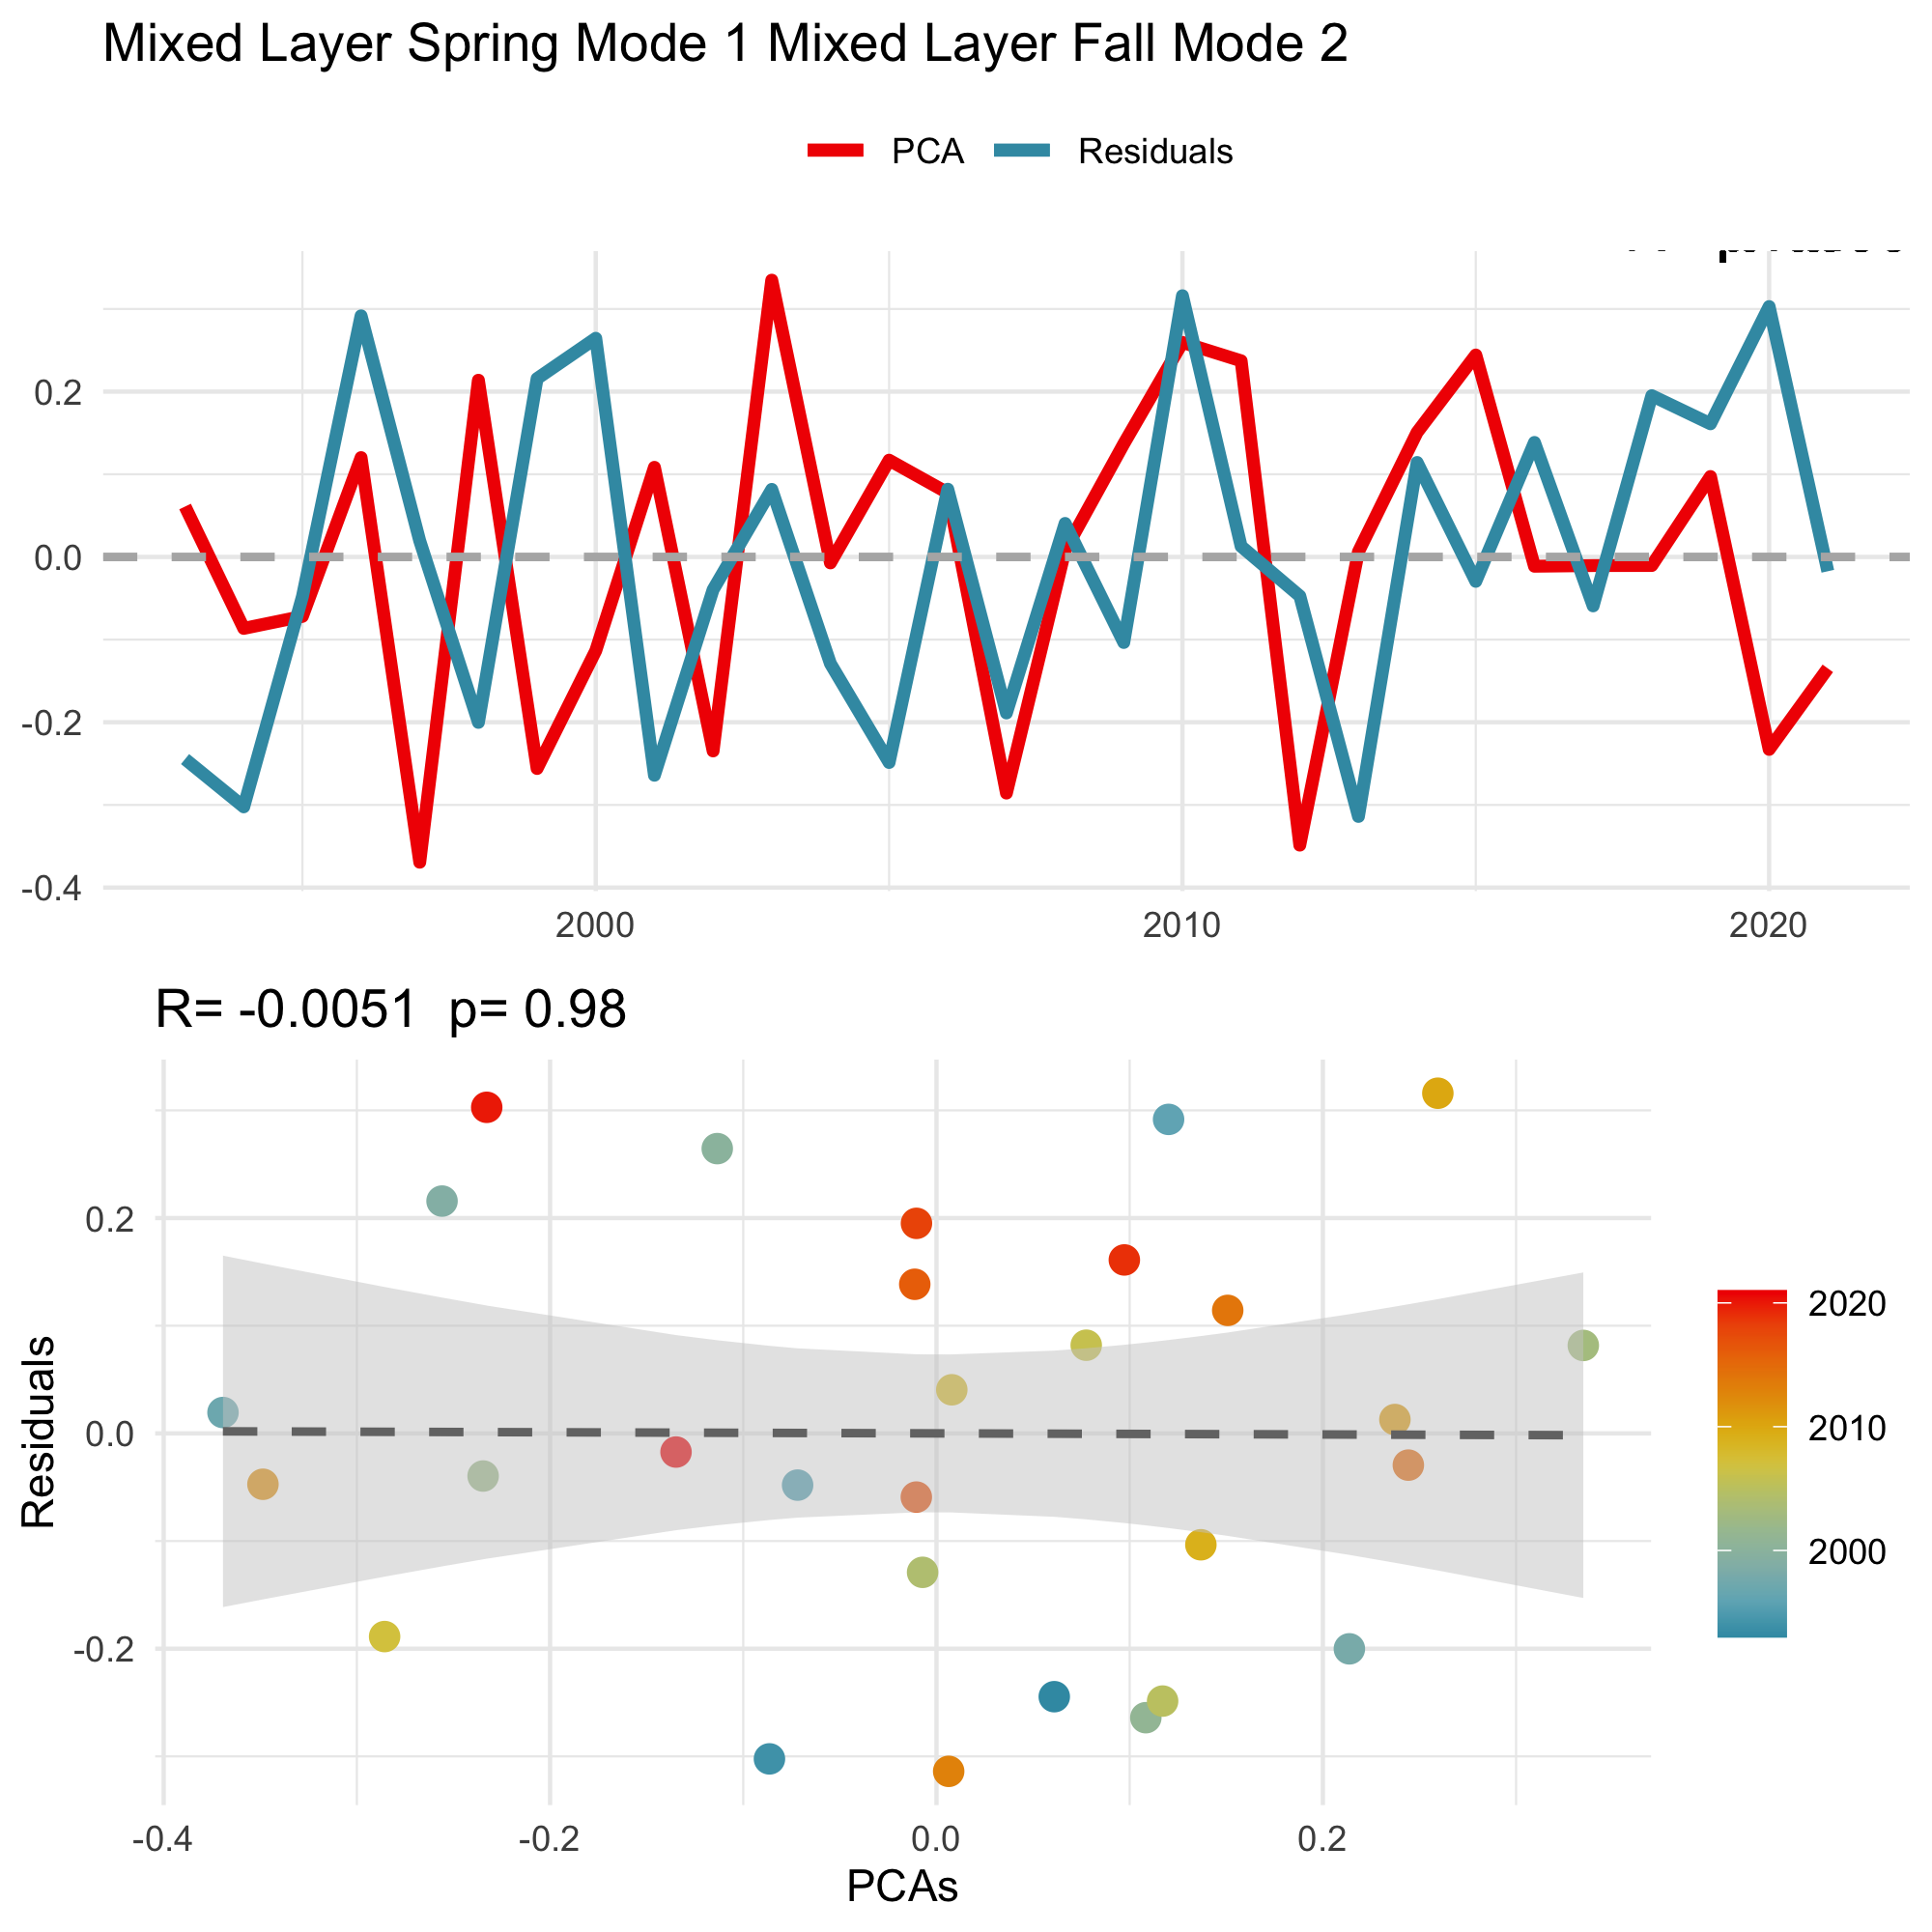 Mixed Layer Spring Mode 1 Mixed Layer Fall Mode 2
PCA Residuals
0.2
0.0
-0.2
-0.4
2000 2010 2020
R= -0.0051 p= 0.98
Residuals
0.2
0.0
-0.2
-0.4 -0.2 0.0 0.2
PCAs
2020
2010
2000